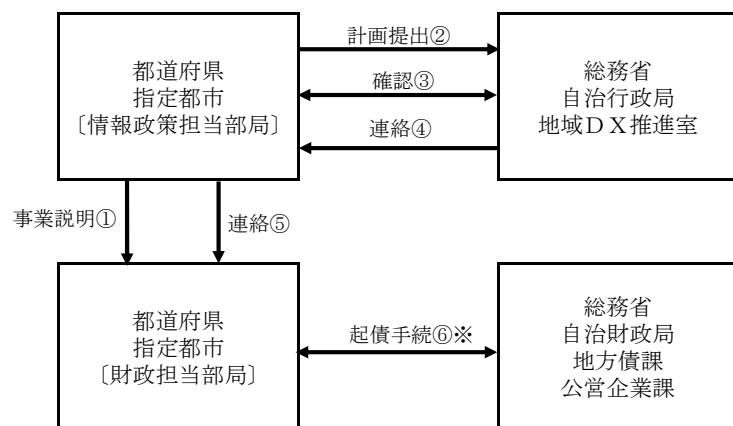 計画提出②
都道府県
指定都市
〔情報政策担当部局〕
確認③
連絡④
総務省
自治行政局
地域ＤＸ推進室
事業説明①
連絡⑤
都道府県
指定都市
〔財政担当部局〕
起債手続⑥※
総務省
自治財政局
地方債課
公営企業課